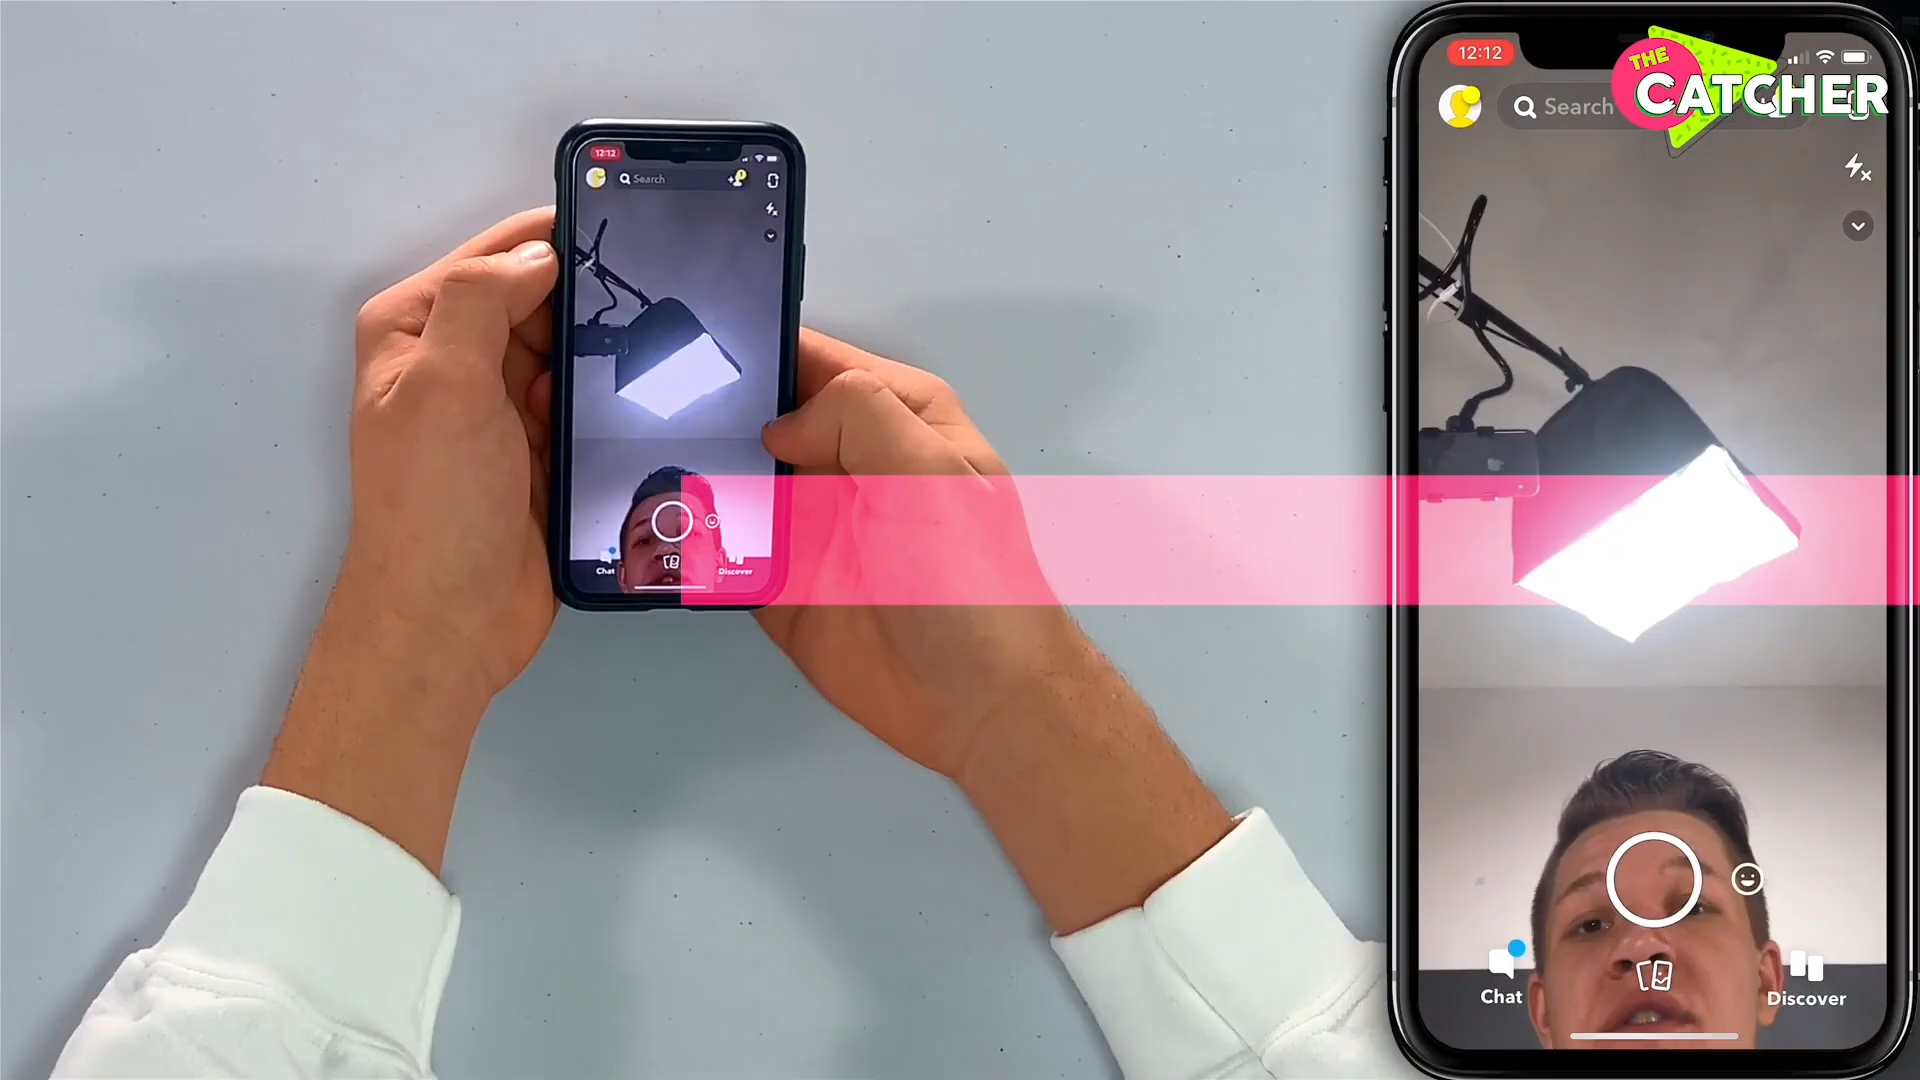 12:12
Search
Chat
Discover
12:12
Search
THE
CATCHER
Chat
Discover